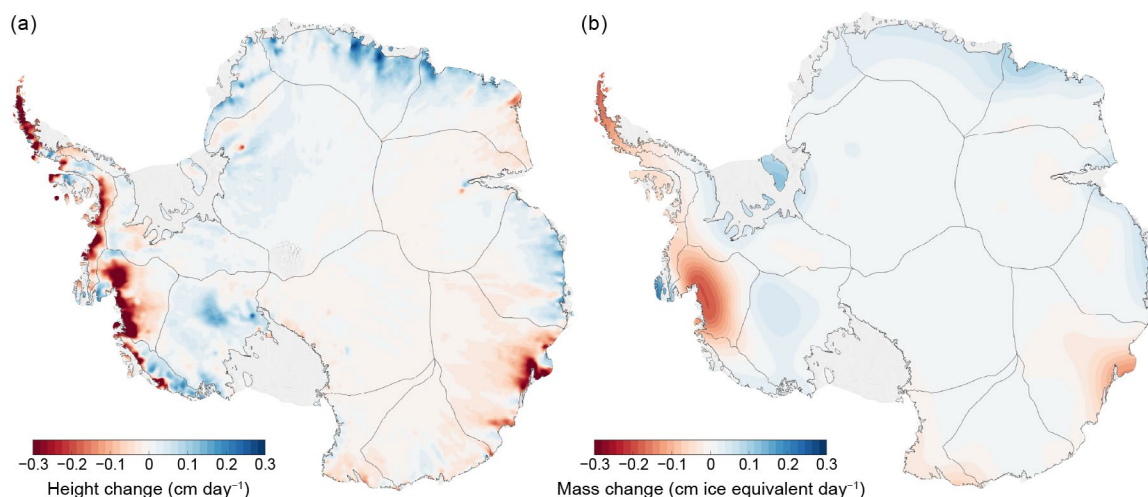 (a)
(b)
−0.3 −0.2 −0.1 0 0.1 0.2 0.3
Height change (cm day⁻¹)
−0.3 −0.2 −0.1 0 0.1 0.2 0.3
Mass change (cm ice equivalent day⁻¹)